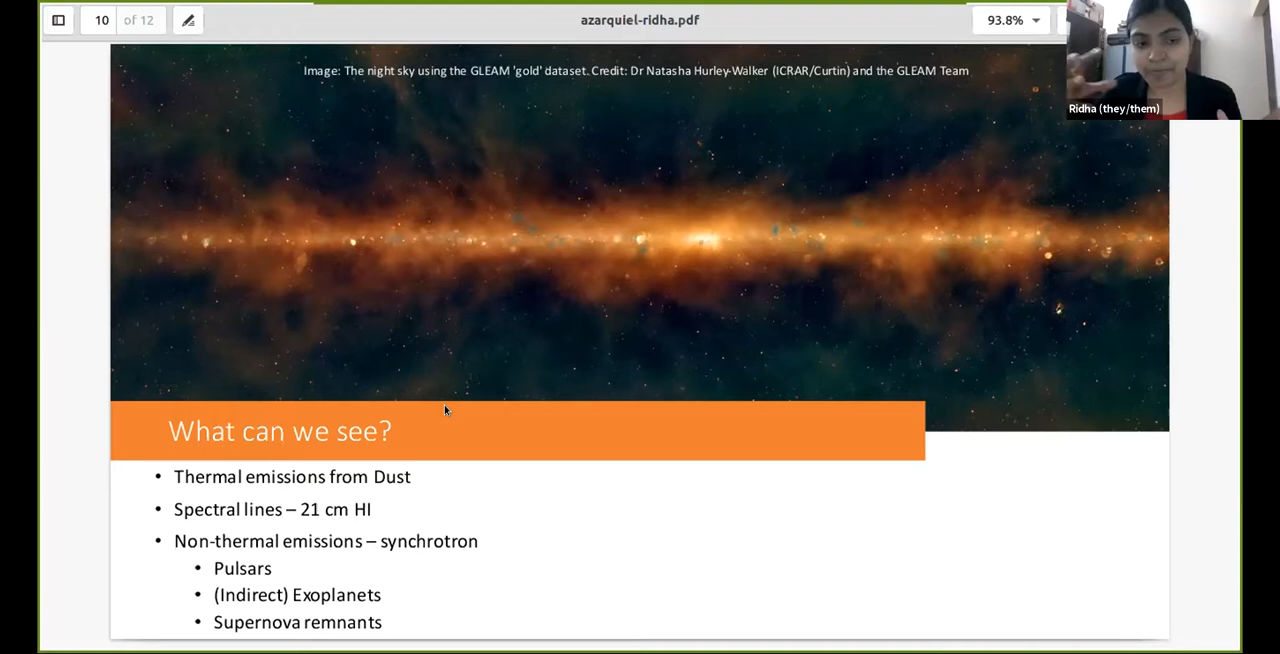 10 of 12
azarquiel-ridha.pdf
93.8%
Image: The night sky using the GLEAM 'gold' dataset. Credit: Dr Natasha Hurley-Walker (ICRAR/Curtin) and the GLEAM Team
Ridha (they/them)
What can we see?
• Thermal emissions from Dust
• Spectral lines – 21 cm HI
• Non-thermal emissions – synchrotron
• Pulsars
• (Indirect) Exoplanets
• Supernova remnants